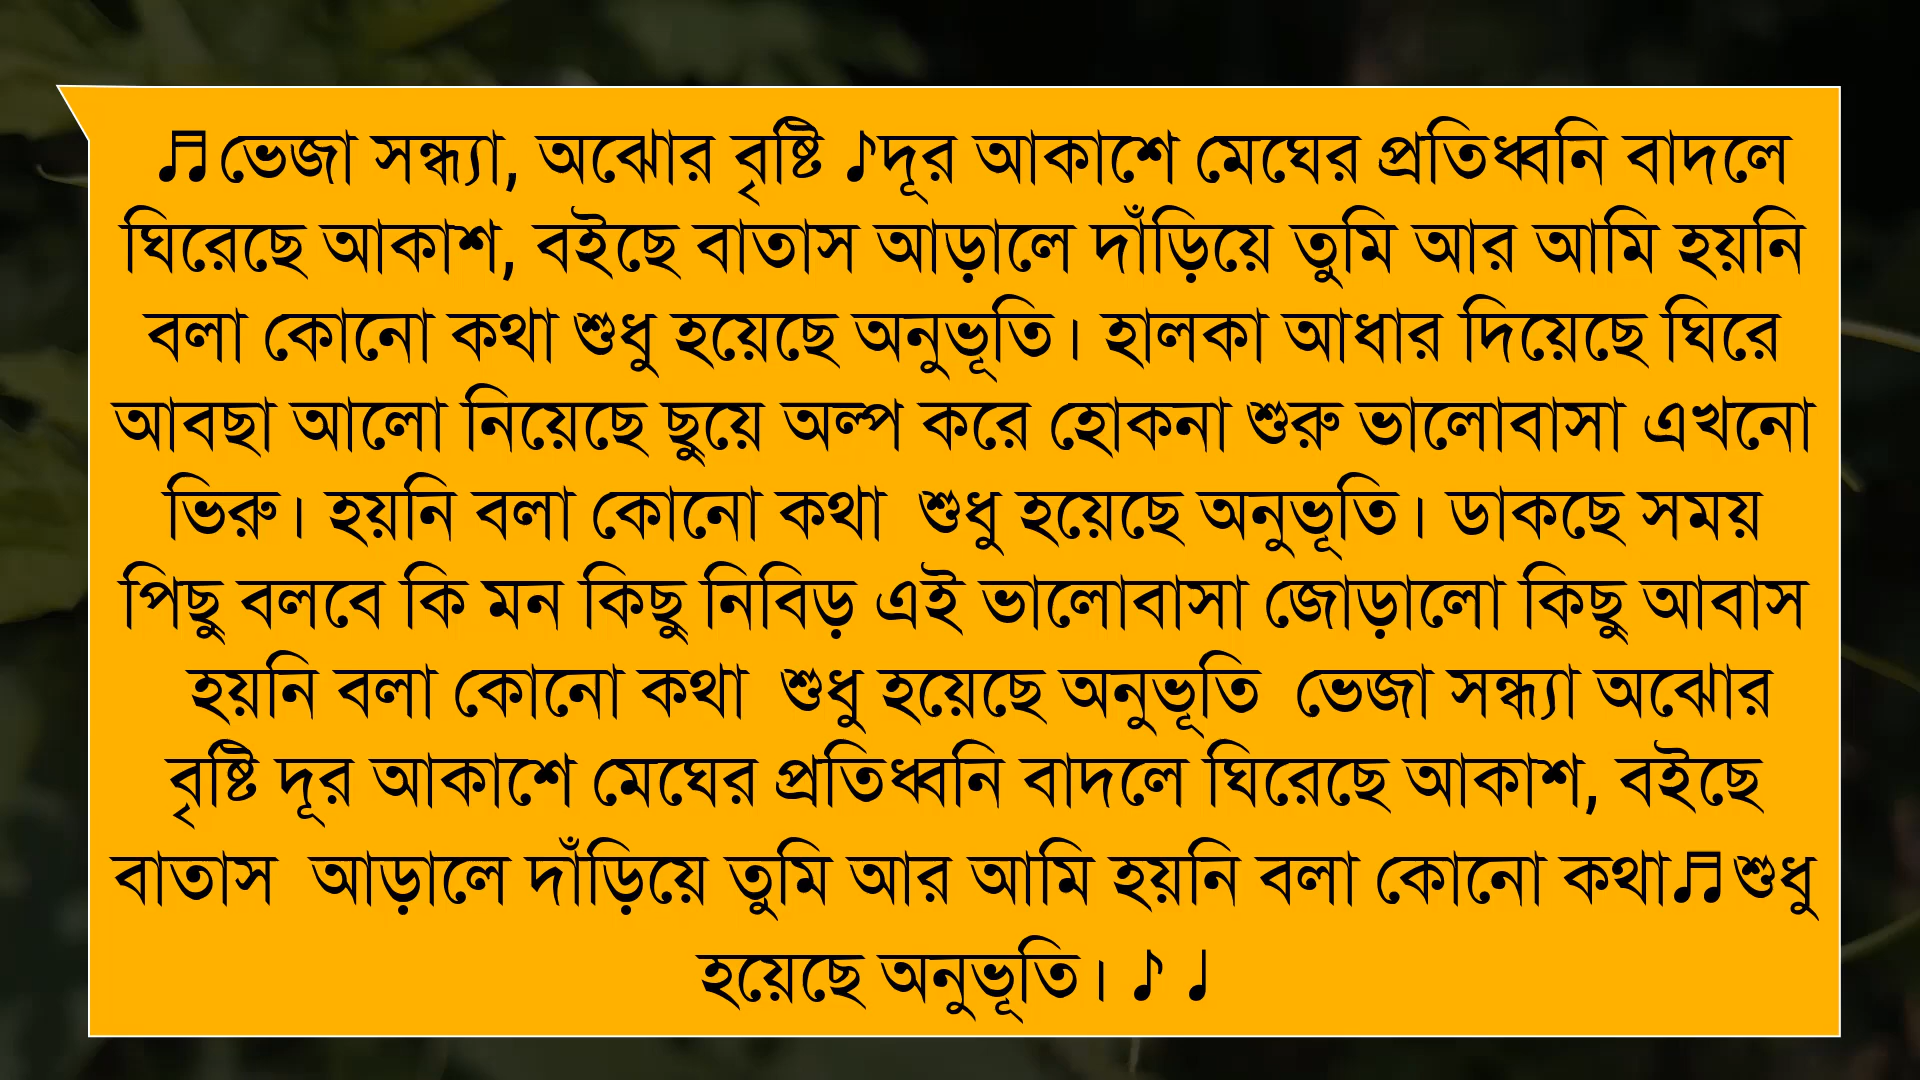 ♬ভেজা সন্ধ্যা, অঝোর বৃষ্টি ♪দূর আকাশে মেঘের প্রতিধ্বনি বাদলে
ঘিরেছে আকাশ, বইছে বাতাস আড়ালে দাঁড়িয়ে তুমি আর আমি হয়নি
বলা কোনো কথা শুধু হয়েছে অনুভূতি। হালকা আধার দিয়েছে ঘিরে
আবছা আলো নিয়েছে ছুয়ে অল্প করে হোকনা শুরু ভালোবাসা এখনো
ভিরু। হয়নি বলা কোনো কথা  শুধু হয়েছে অনুভূতি। ডাকছে সময়
পিছু বলবে কি মন কিছু নিবিড় এই ভালোবাসা জোড়ালো কিছু আবাস
হয়নি বলা কোনো কথা  শুধু হয়েছে অনুভূতি  ভেজা সন্ধ্যা অঝোর
বৃষ্টি দূর আকাশে মেঘের প্রতিধ্বনি বাদলে ঘিরেছে আকাশ, বইছে
বাতাস  আড়ালে দাঁড়িয়ে তুমি আর আমি হয়নি বলা কোনো কথা♬শুধু
হয়েছে অনুভূতি। ♪ ♩